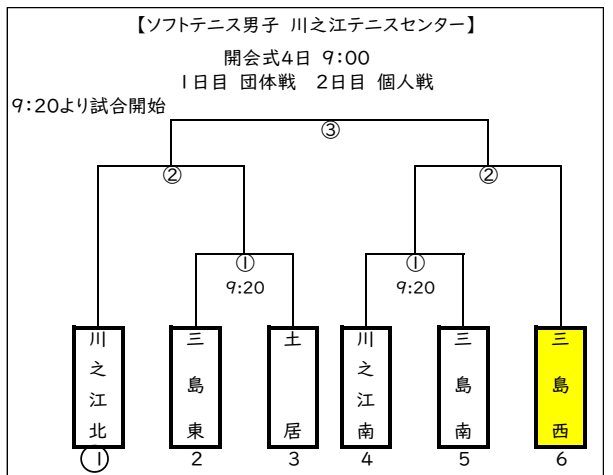 【ソフトテニス男子 川之江テニスセンター】
開会式4日 9:00
1日目 団体戦 2日目 個人戦
9:20より試合開始
③
② ②
① ①
9:20 9:20
川之江北 三島東 土居 川之江南 三島南 三島西
① 2 3 4 5 6